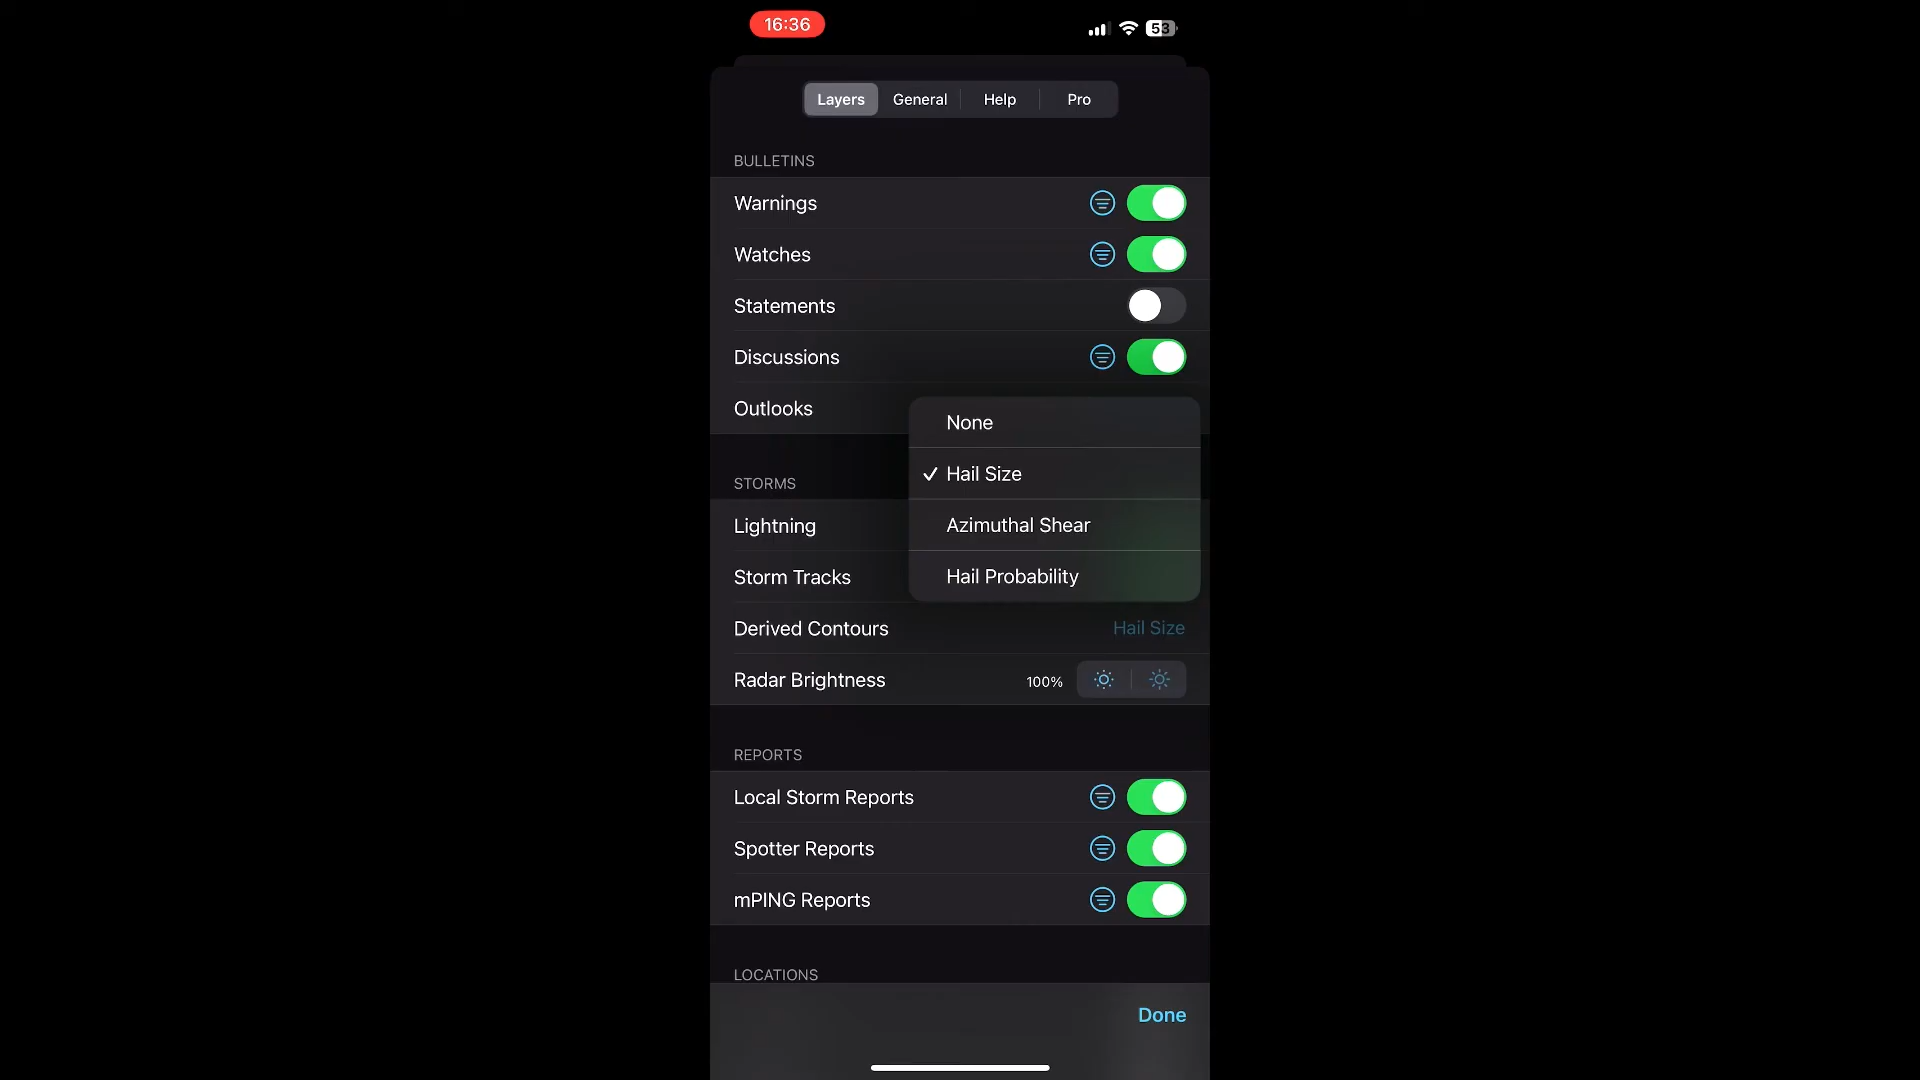 16:36
53
Layers General Help Pro
BULLETINS
Warnings
Watches
Statements
Discussions
Outlooks
None
Hail Size
Azimuthal Shear
Hail Probability
STORMS
Lightning
Storm Tracks
Derived Contours Hail Size
Radar Brightness 100%
REPORTS
Local Storm Reports
Spotter Reports
mPING Reports
LOCATIONS
Done